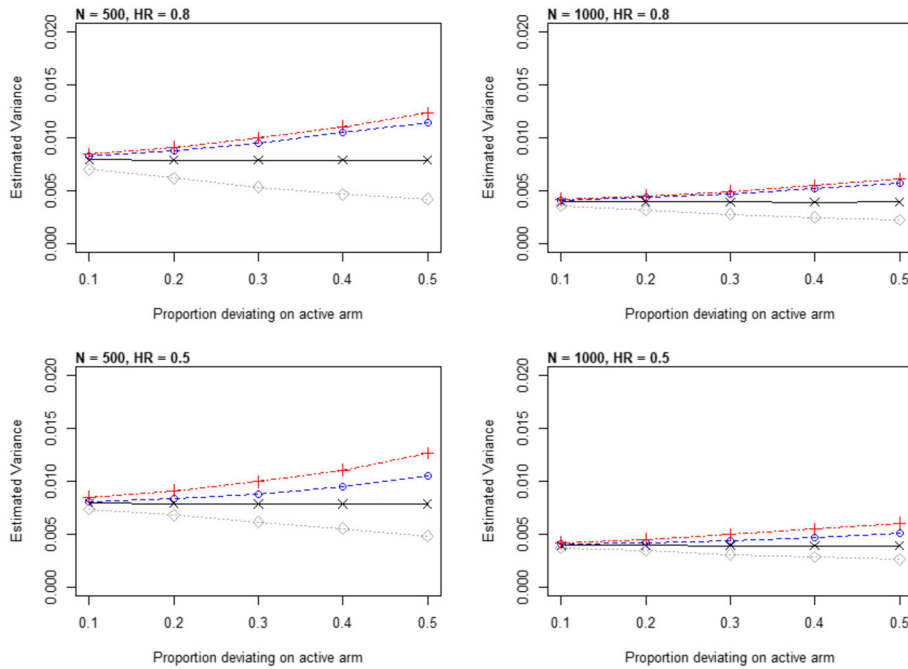 N = 500, HR = 0.8
Estimated Variance
0.000 0.005 0.010 0.015 0.020
0.1 0.2 0.3 0.4 0.5
Proportion deviating on active arm
N = 1000, HR = 0.8
Estimated Variance
0.000 0.005 0.010 0.015 0.020
0.1 0.2 0.3 0.4 0.5
Proportion deviating on active arm
N = 500, HR = 0.5
Estimated Variance
0.000 0.005 0.010 0.015 0.020
0.1 0.2 0.3 0.4 0.5
Proportion deviating on active arm
N = 1000, HR = 0.5
Estimated Variance
0.000 0.005 0.010 0.015 0.020
0.1 0.2 0.3 0.4 0.5
Proportion deviating on active arm